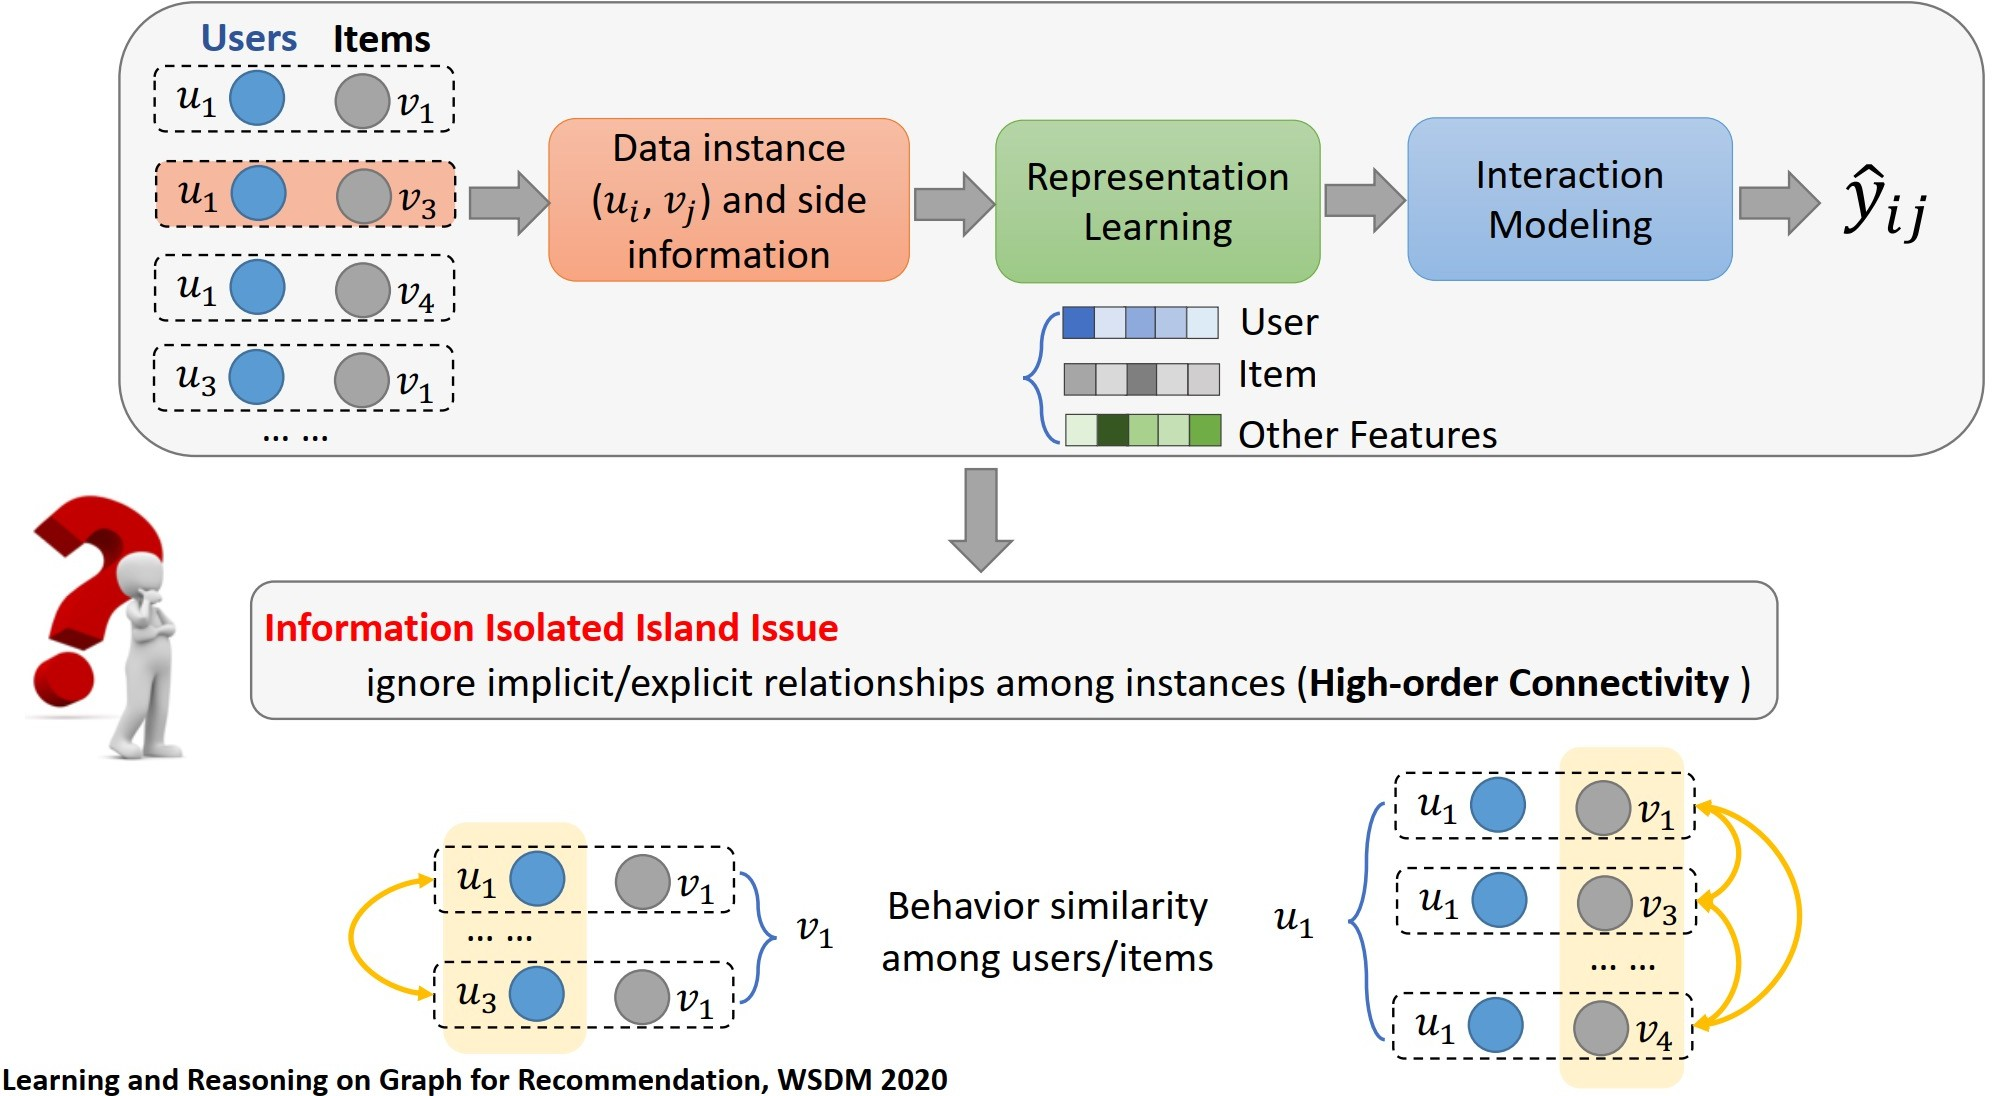 Users Items
u₁ v₁
u₁ v₃
u₁ v₄
u₃ v₁
... ...
Data instance
(uᵢ, vⱼ) and side
information
Representation
Learning
Interaction
Modeling
ŷᵢⱼ
User
Item
Other Features
Information Isolated Island Issue
ignore implicit/explicit relationships among instances (High-order Connectivity )
u₁ v₁
... ...
u₃ v₁
v₁
Behavior similarity
among users/items
u₁
u₁ v₁
u₁ v₃
... ...
u₁ v₄
Learning and Reasoning on Graph for Recommendation, WSDM 2020